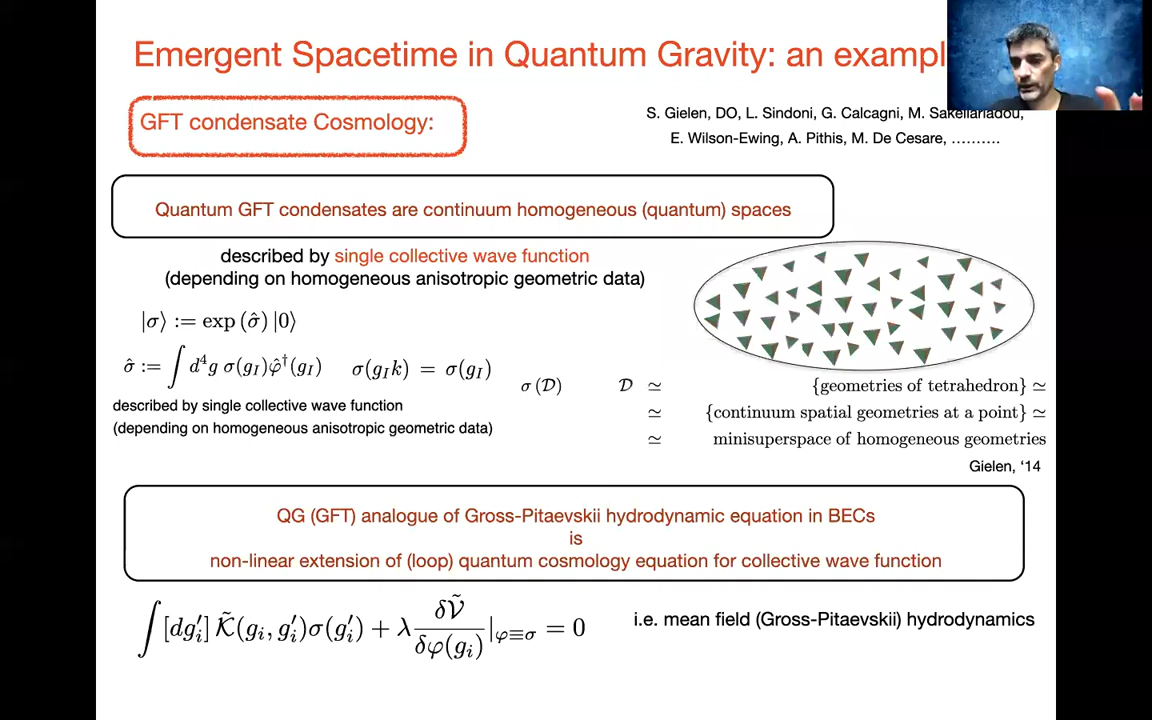 Emergent Spacetime in Quantum Gravity: an exampl
GFT condensate Cosmology:
S. Gielen, DO, L. Sindoni, G. Calcagni, M. Sakellariadou,
E. Wilson-Ewing, A. Pithis, M. De Cesare, ..........
Quantum GFT condensates are continuum homogeneous (quantum) spaces
described by single collective wave function
(depending on homogeneous anisotropic geometric data)
|σ⟩ := exp (σ̂) |0⟩
σ̂ := ∫ d⁴g σ(g_I)φ̂†(g_I) σ(g_I k) = σ(g_I)
described by single collective wave function
(depending on homogeneous anisotropic geometric data)
σ (𝒟) 𝒟 ≃ {geometries of tetrahedron} ≃
≃ {continuum spatial geometries at a point} ≃
≃ minisuperspace of homogeneous geometries
Gielen, '14
QG (GFT) analogue of Gross-Pitaevskii hydrodynamic equation in BECs
is
non-linear extension of (loop) quantum cosmology equation for collective wave function
∫ [dg′_i] 𝒦̃(g_i, g′_i)σ(g′_i) + λ δ𝒱̃/δφ(g_i) |_{φ≡σ} = 0
i.e. mean field (Gross-Pitaevskii) hydrodynamics